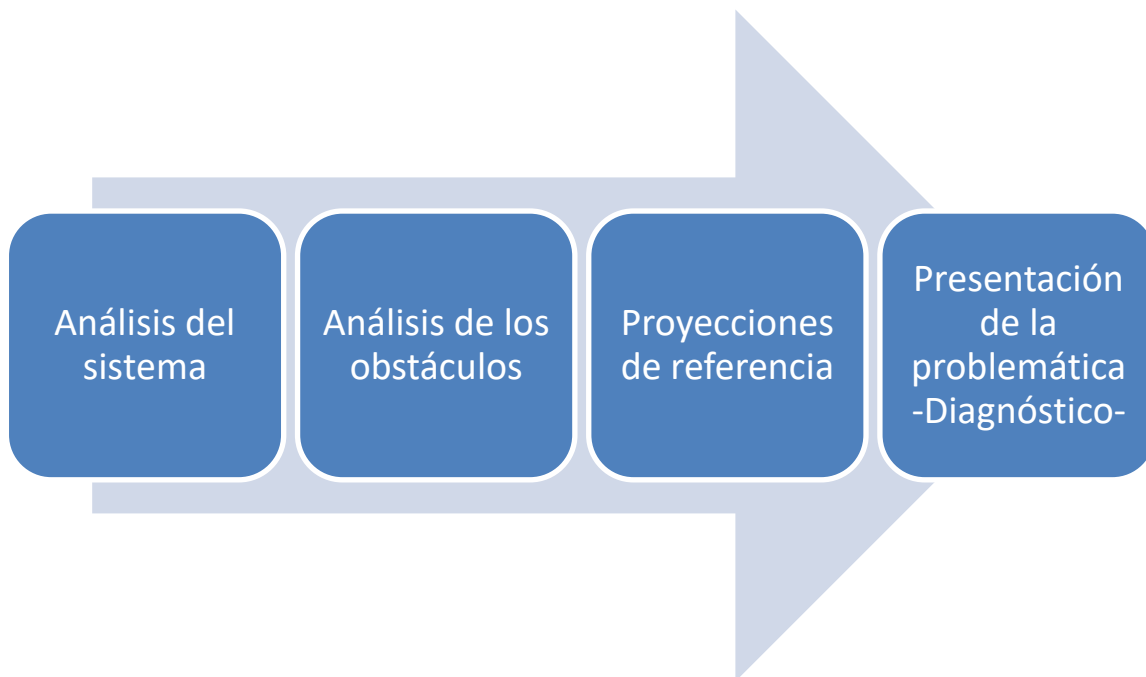 Análisis del
sistema
Análisis de los
obstáculos
Proyecciones
de referencia
Presentación
de la
problemática
-Diagnóstico-